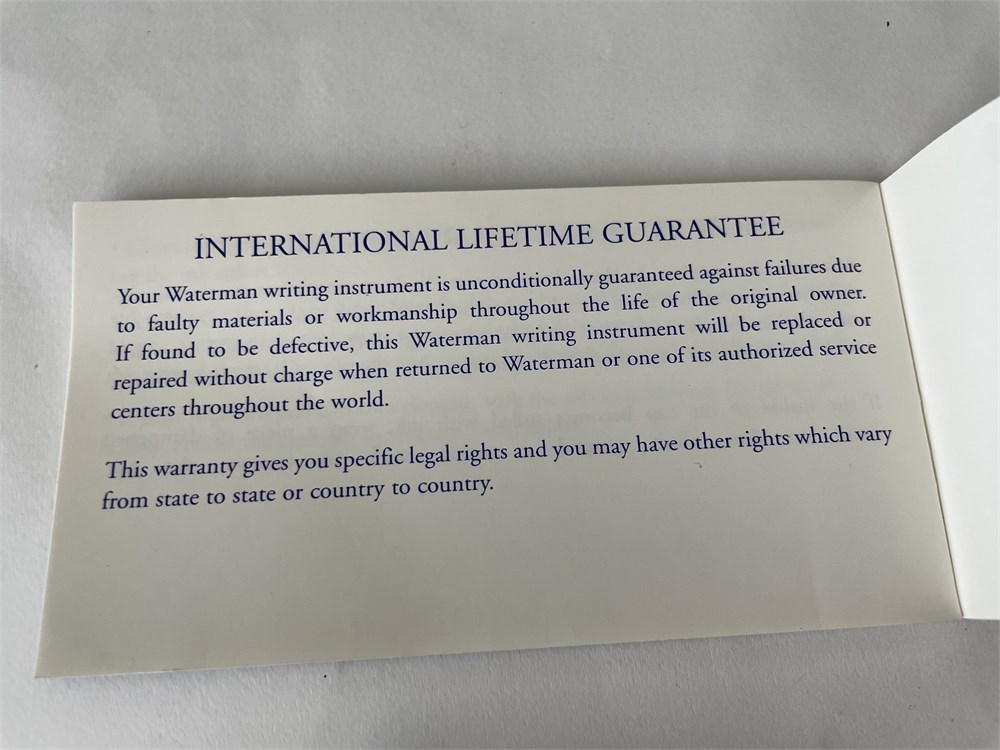 INTERNATIONAL LIFETIME GUARANTEE
Your Waterman writing instrument is unconditionally guaranteed against failures due
to faulty materials or workmanship throughout the life of the original owner.
If found to be defective, this Waterman writing instrument will be replaced or
repaired without charge when returned to Waterman or one of its authorized service
centers throughout the world.
This warranty gives you specific legal rights and you may have other rights which vary
from state to state or country to country.